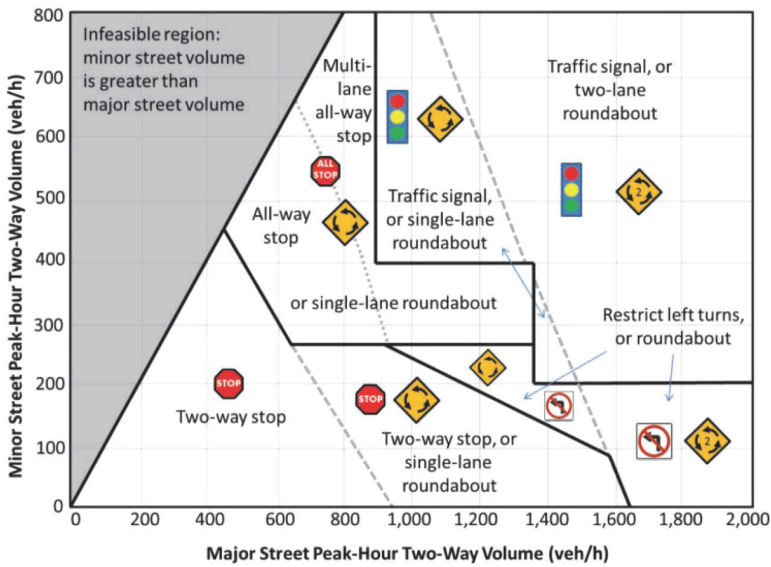 800
700
600
500
400
300
200
100
0
Minor Street Peak-Hour Two-Way Volume (veh/h)
Infeasible region:
minor street volume
is greater than
major street volume
Multi-
lane
all-way
stop
Traffic signal, or
two-lane
roundabout
ALL
STOP
2
All-way
stop
Traffic signal,
or single-lane
roundabout
or single-lane roundabout
Restrict left turns,
or roundabout
STOP
Two-way stop
STOP
Two-way stop, or
single-lane
roundabout
2
0
200
400
600
800
1,000
1,200
1,400
1,600
1,800
2,000
Major Street Peak-Hour Two-Way Volume (veh/h)